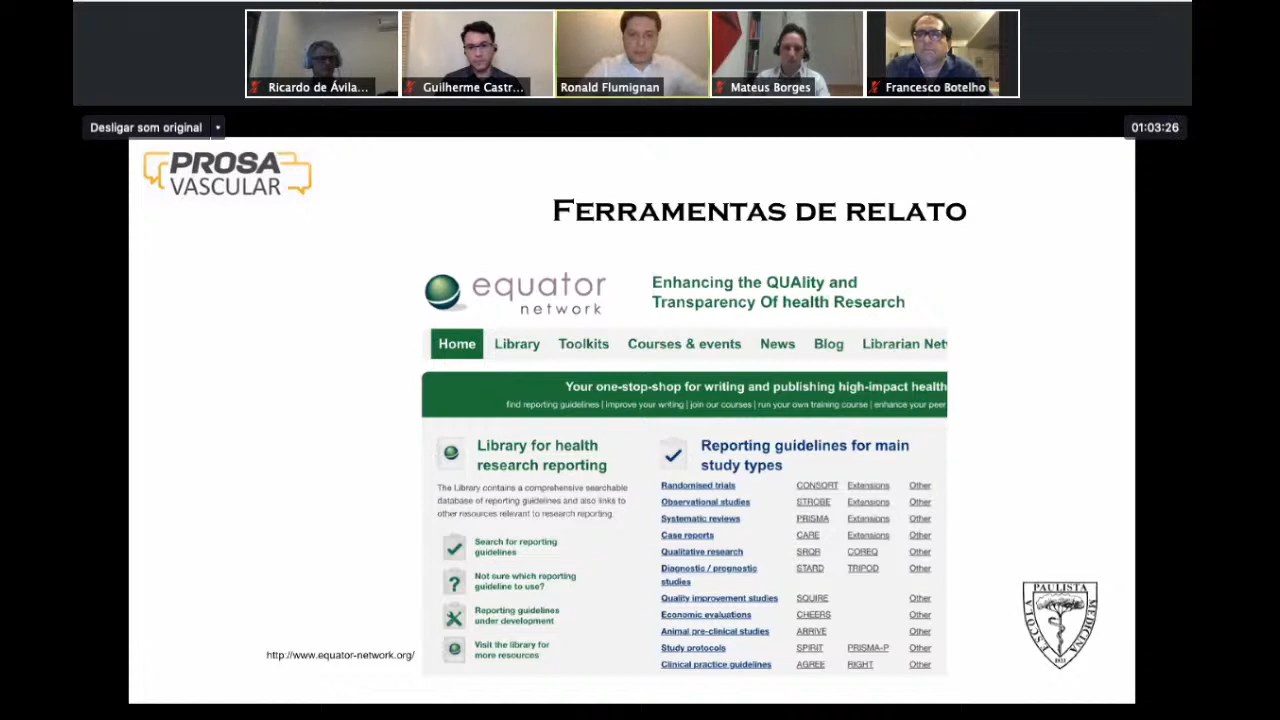 Ricardo de Ávila...
Guilherme Castr...
Ronald Flumignan
Mateus Borges
Francesco Botelho
Desligar som original
01:03:26
PROSA
VASCULAR
FERRAMENTAS DE RELATO
equator
network
Enhancing the QUAlity and
Transparency Of health Research
Home Library Toolkits Courses & events News Blog Librarian Net
Your one-stop-shop for writing and publishing high-impact health
find reporting guidelines | improve your writing | join our courses | run your own training course | enhance your peer
Library for health
research reporting
The Library contains a comprehensive searchable
database of reporting guidelines and also links to
other resources relevant to research reporting.
Search for reporting
guidelines
Not sure which reporting
guideline to use?
Reporting guidelines
under development
Visit the library for
more resources
Reporting guidelines for main
study types
Randomised trials CONSORT Extensions Other
Observational studies STROBE Extensions Other
Systematic reviews PRISMA Extensions Other
Case reports CARE Extensions Other
Qualitative research SRQR COREQ Other
Diagnostic / prognostic
studies STARD TRIPOD Other
Quality improvement studies SQUIRE Other
Economic evaluations CHEERS Other
Animal pre-clinical studies ARRIVE Other
Study protocols SPIRIT PRISMA-P Other
Clinical practice guidelines AGREE RIGHT Other
http://www.equator-network.org/
ESCOLA PAULISTA MEDICINA
1933